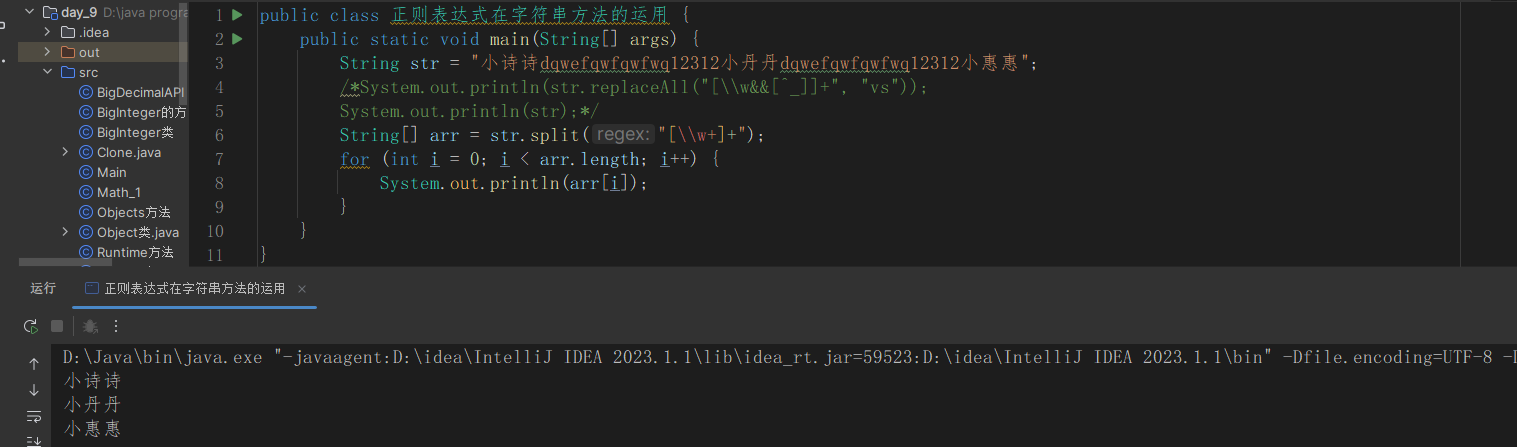 day_9 D:\java progra
.idea
out
src
BigDecimalAPI
BigInteger的方
BigInteger类
Clone.java
Main
Math_1
Objects方法
Object类.java
Runtime方法
1 public class 正则表达式在字符串方法的运用 {
2 public static void main(String[] args) {
3 String str = "小诗诗dqwefqwfqwfwq12312小丹丹dqwefqwfqwfwq12312小惠惠";
4 /*System.out.println(str.replaceAll("[\\w&&[^_]]+", "vs"));
5 System.out.println(str);*/
6 String[] arr = str.split( regex: "[\\w+]+");
7 for (int i = 0; i < arr.length; i++) {
8 System.out.println(arr[i]);
9 }
10 }
11 }
运行 正则表达式在字符串方法的运用 ×
D:\Java\bin\java.exe "-javaagent:D:\idea\IntelliJ IDEA 2023.1.1\lib\idea_rt.jar=59523:D:\idea\IntelliJ IDEA 2023.1.1\bin" -Dfile.encoding=UTF-8 -D
小诗诗
小丹丹
小惠惠